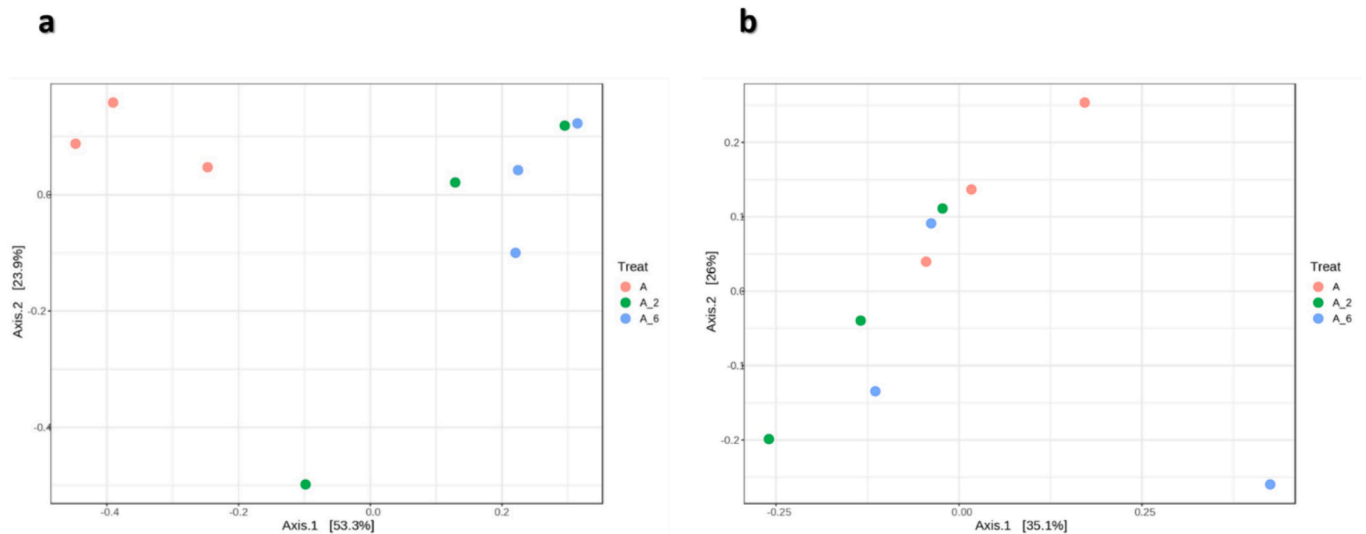 a
b
0.0
-0.2
-0.4
Axis.2 [23.9%]
-0.4
-0.2
0.0
0.2
Axis.1 [53.3%]
Treat
A
A_2
A_6
0.2
0.1
0.0
-0.1
-0.2
Axis.2 [26%]
-0.25
0.00
0.25
Axis.1 [35.1%]
Treat
A
A_2
A_6